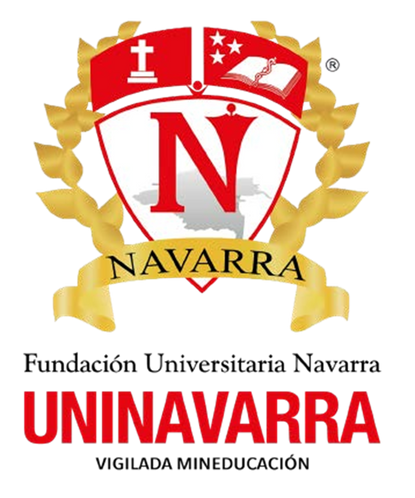 ®
N
NAVARRA
Fundación Universitaria Navarra
UNINAVARRA
VIGILADA MINEDUCACIÓN